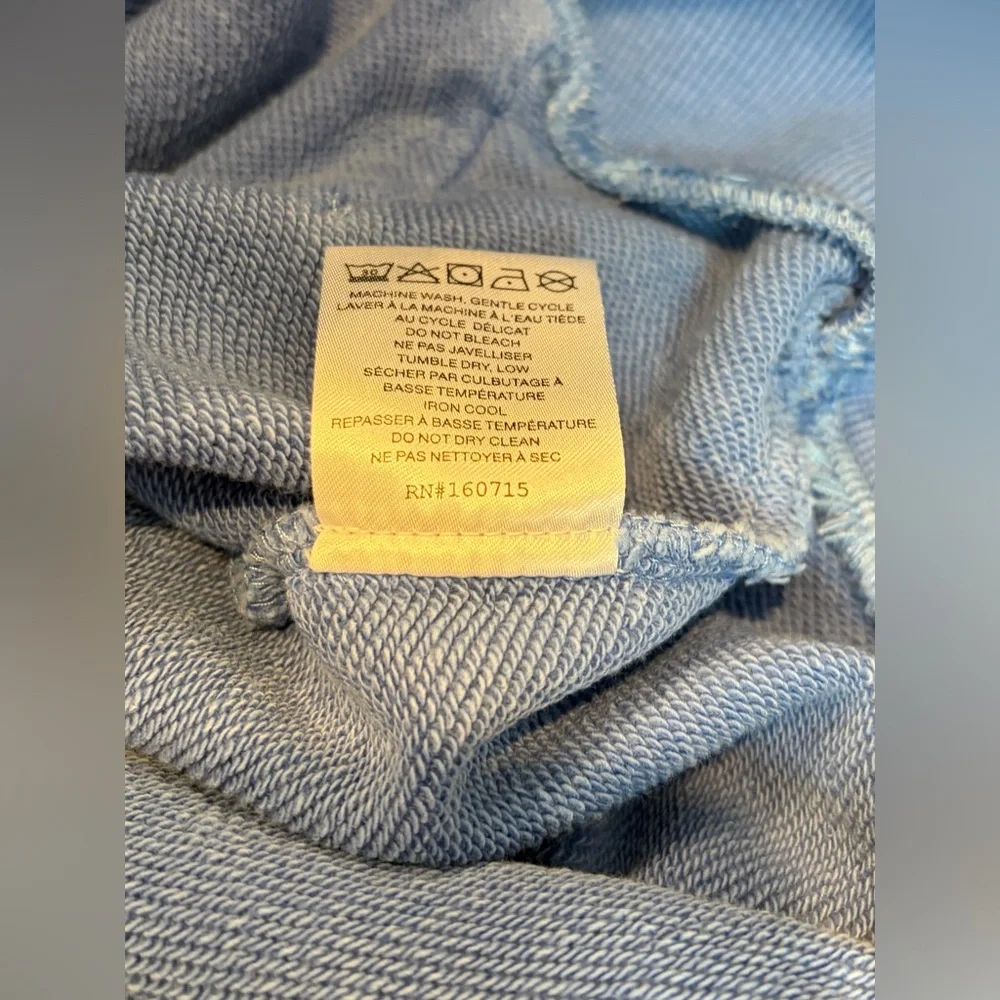 30
MACHINE WASH, GENTLE CYCLE
LAVER À LA MACHINE À L'EAU TIÈDE
AU CYCLE DÉLICAT
DO NOT BLEACH
NE PAS JAVELLISER
TUMBLE DRY, LOW
SÉCHER PAR CULBUTAGE À
BASSE TEMPÉRATURE
IRON COOL
REPASSER À BASSE TEMPÉRATURE
DO NOT DRY CLEAN
NE PAS NETTOYER À SEC
RN#160715